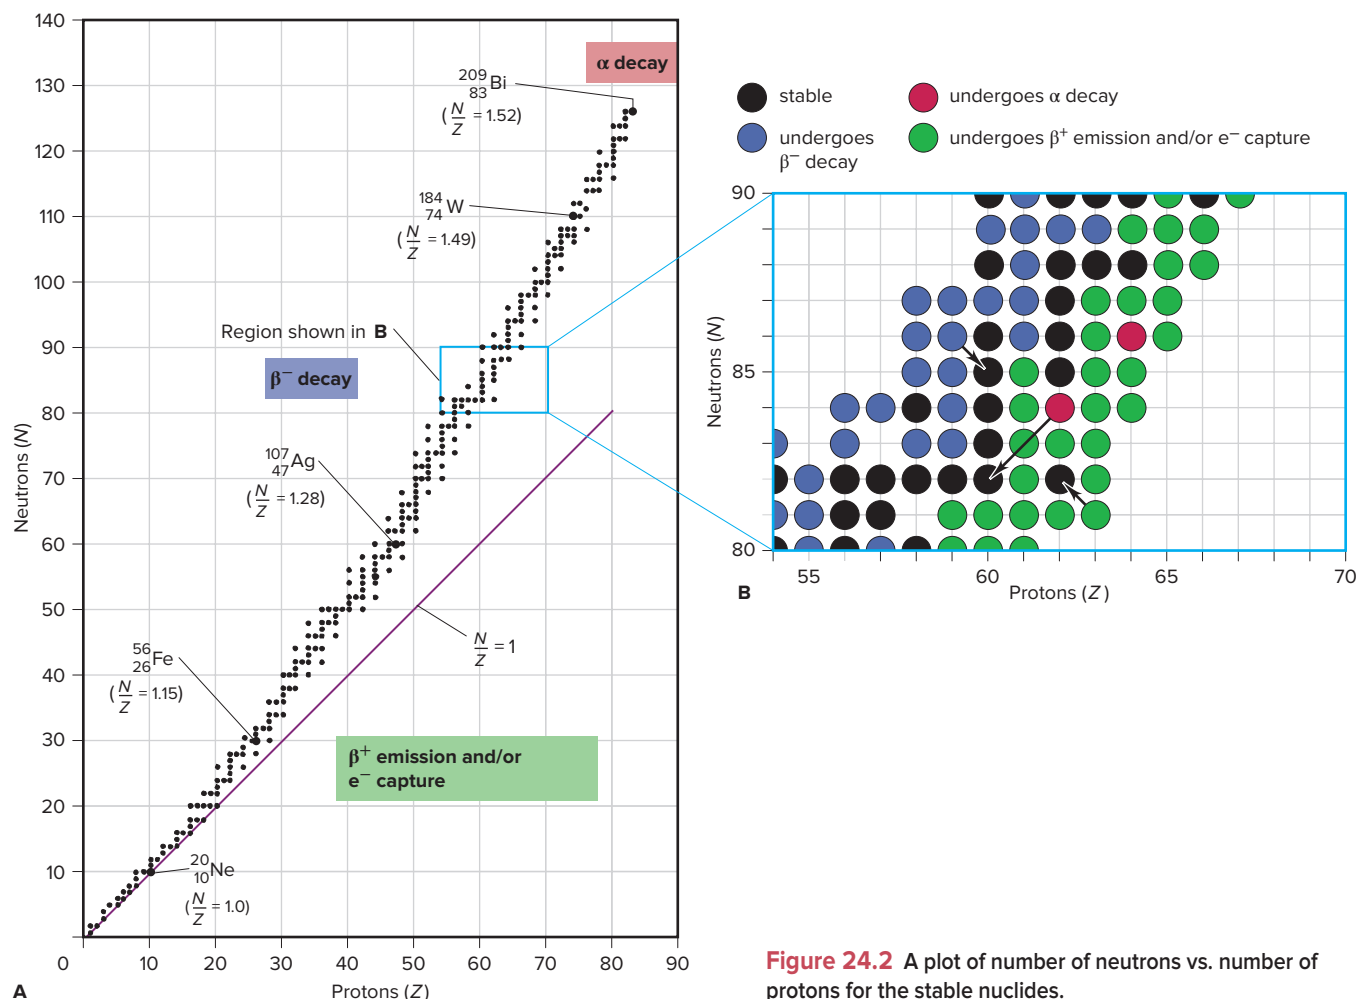 140
130
120
110
100
90
80
70
60
50
40
30
20
10
0 10 20 30 40 50 60 70 80 90
Neutrons (N)
Protons (Z)
A
α decay
209
83 Bi
(N/Z = 1.52)
184
74 W
(N/Z = 1.49)
Region shown in B
β⁻ decay
107
47 Ag
(N/Z = 1.28)
N/Z = 1
56
26 Fe
(N/Z = 1.15)
β⁺ emission and/or
e⁻ capture
20
10 Ne
(N/Z = 1.0)
stable
undergoes α decay
undergoes
β⁻ decay
undergoes β⁺ emission and/or e⁻ capture
90
85
80
Neutrons (N)
55 60 65 70
B
Protons (Z)
Figure 24.2 A plot of number of neutrons vs. number of
protons for the stable nuclides.